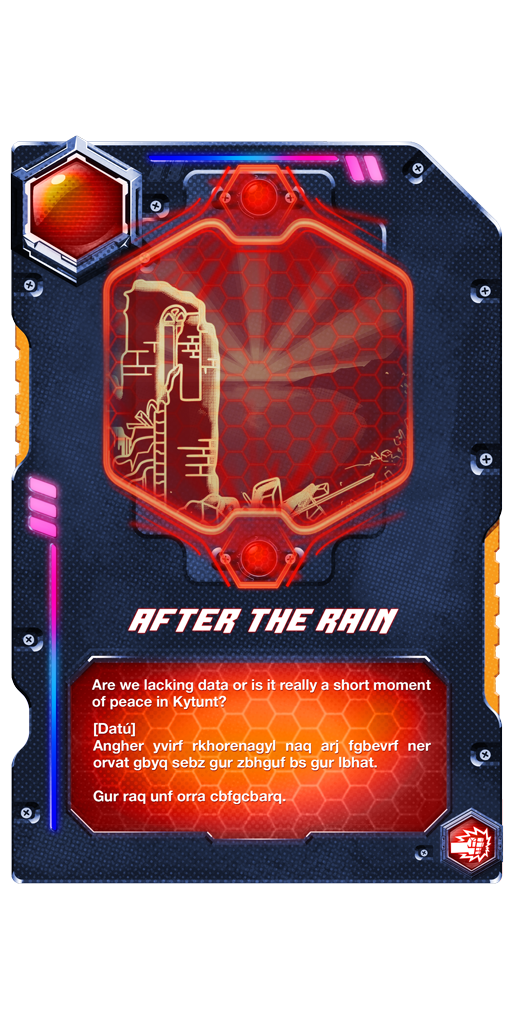 AFTER THE RAIN
Are we lacking data or is it really a short moment
of peace in Kytunt?
[Datú]
Angher yvirf rkhorenagyl naq arj fgbevrf ner
orvat gbyq sebz gur zbhguf bs gur lbhat.
Gur raq unf orra cbfgcbarq.